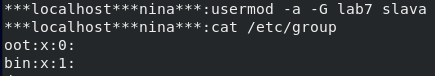 ***localhost***nina***:usermod -a -G lab7 slava
***localhost***nina***:cat /etc/group
oot:x:0:
bin:x:1: